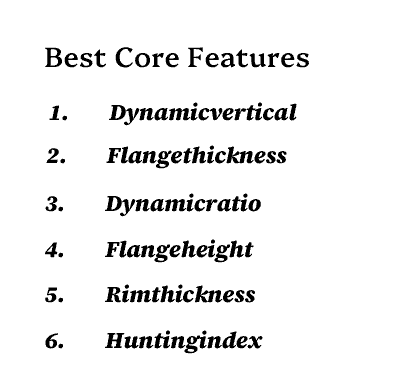 Best Core Features
1. Dynamicvertical
2. Flangethickness
3. Dynamicratio
4. Flangeheight
5. Rimthickness
6. Huntingindex